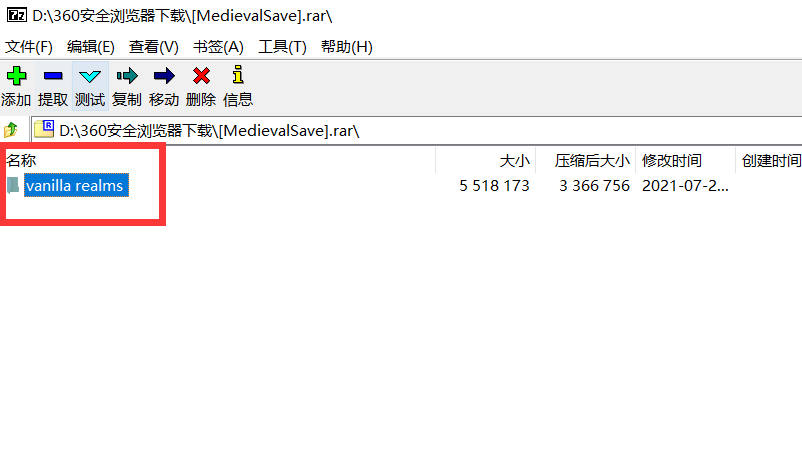 7z D:\360安全浏览器下载\[MedievalSave].rar\
文件(F) 编辑(E) 查看(V) 书签(A) 工具(T) 帮助(H)
添加 提取 测试 复制 移动 删除 信息
D:\360安全浏览器下载\[MedievalSave].rar\
名称 大小 压缩后大小 修改时间 创建时间
vanilla realms 5 518 173 3 366 756 2021-07-2...